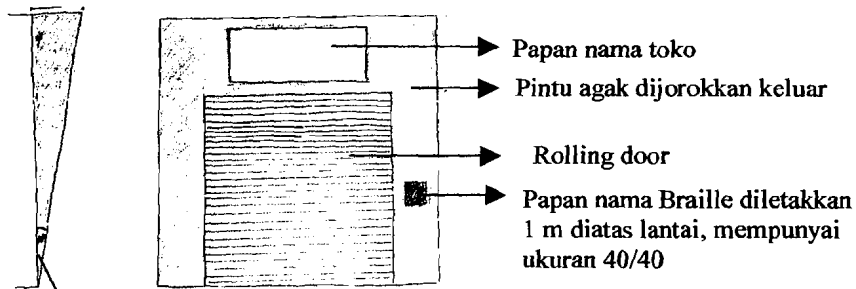 Papan nama toko
Pintu agak dijorokkan keluar
Rolling door
Papan nama Braille diletakkan
1 m diatas lantai, mempunyai
ukuran 40/40